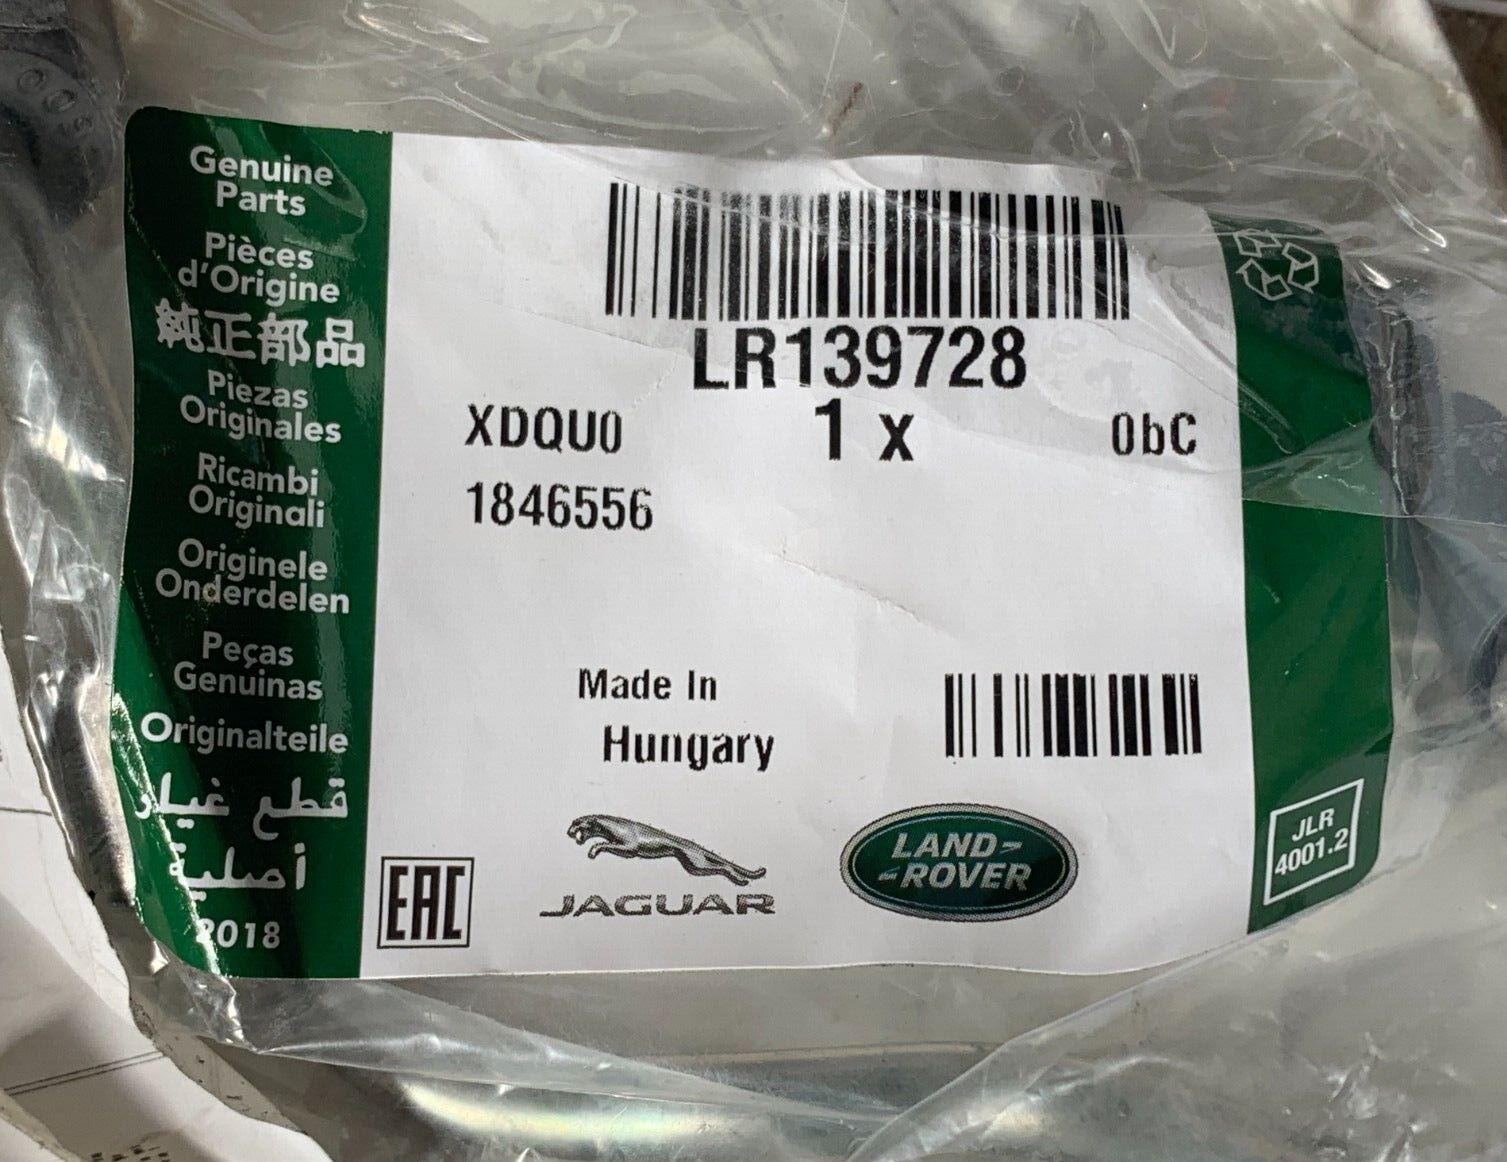 Genuine
Parts
Pièces
d'Origine
純正部品
Piezas
Originales
Ricambi
Originali
Originele
Onderdelen
Peças
Genuinas
Originalteile
قطع غيار
أصلية
2018
LR139728
XDQU0 1 x 0bC
1846556
Made In
Hungary
EAC
JAGUAR
LAND-
-ROVER
JLR
4001.2